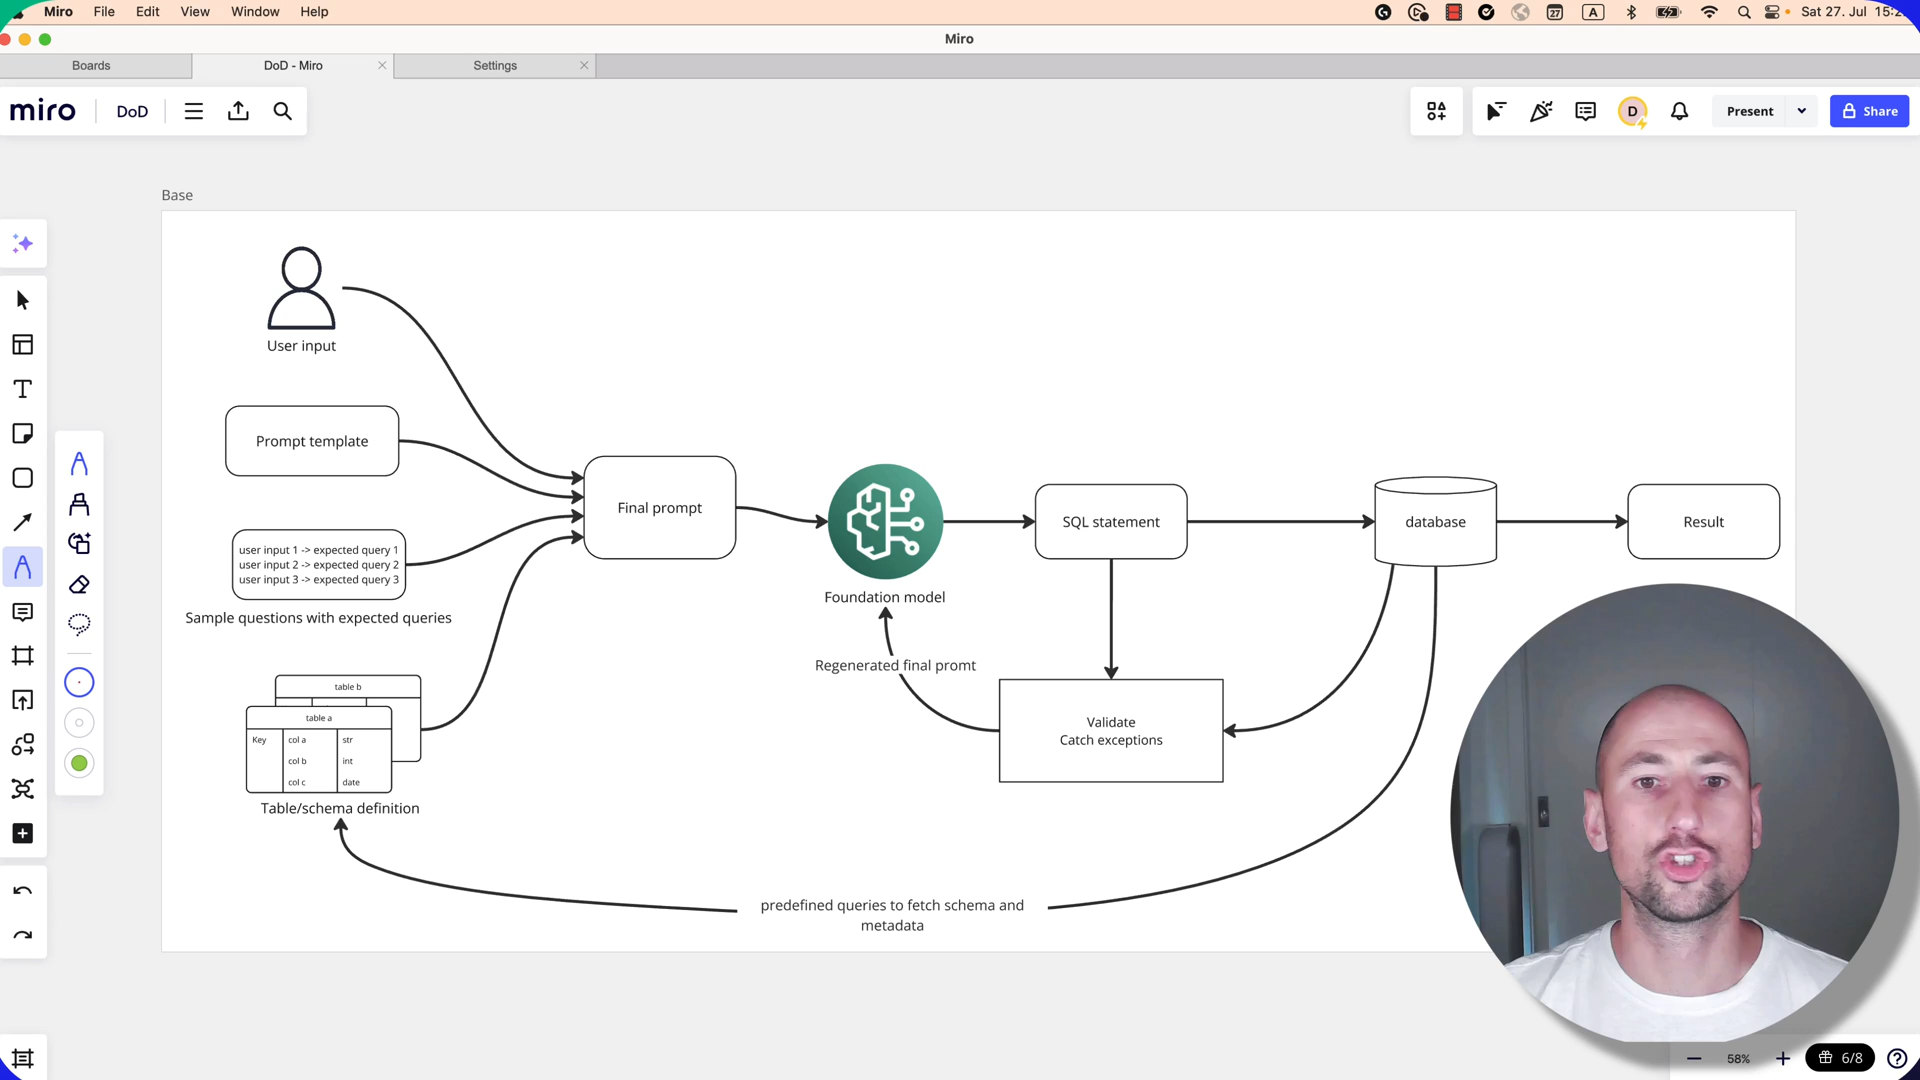 Miro File Edit View Window Help
27 A Sat 27. Jul 15:2
Miro
Boards DoD - Miro Settings
miro DoD D Present Share
Base
User input
Prompt template
user input 1 -> expected query 1
user input 2 -> expected query 2
user input 3 -> expected query 3
Sample questions with expected queries
table b
table a
Key col a str
col b int
col c date
Table/schema definition
Final prompt
Foundation model
Regenerated final promt
SQL statement
Validate
Catch exceptions
database
Result
predefined queries to fetch schema and
metadata
58% 6/8